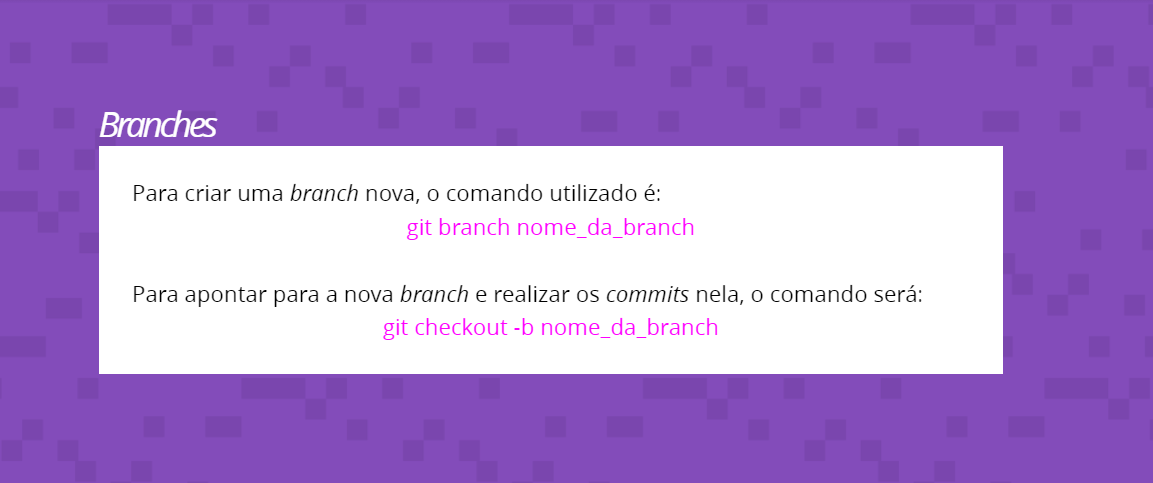 Branches
Para criar uma branch nova, o comando utilizado é:
git branch nome_da_branch
Para apontar para a nova branch e realizar os commits nela, o comando será:
git checkout -b nome_da_branch